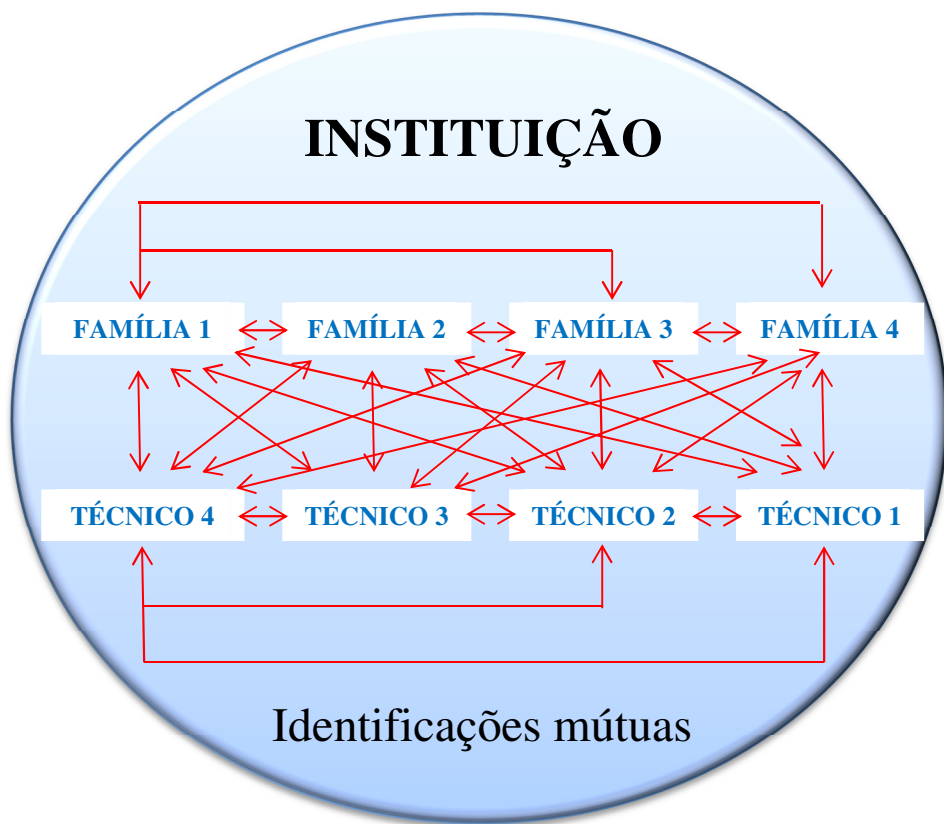 INSTITUIÇÃO
FAMÍLIA 1 FAMÍLIA 2 FAMÍLIA 3 FAMÍLIA 4
TÉCNICO 4 TÉCNICO 3 TÉCNICO 2 TÉCNICO 1
Identificações mútuas